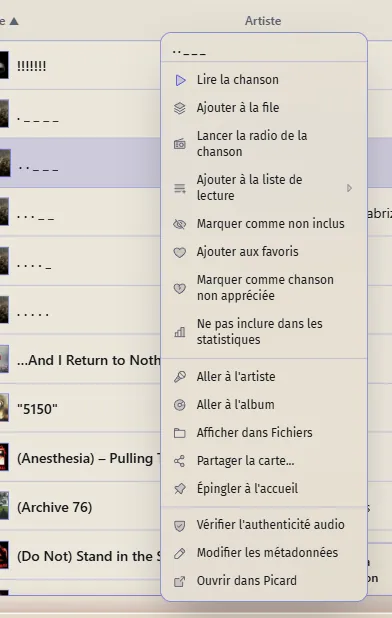 e ▲ Artiste
!!!!!!!
. _ _ _ _
. . _ _ _
. . . _ _
. . . . _
. . . . .
...And I Return to Noth
"5150"
(Anesthesia) – Pulling T
(Archive 76)
(Do Not) Stand in the S
. . _ _ _
Lire la chanson
Ajouter à la file
Lancer la radio de la
chanson
Ajouter à la liste de
lecture
Marquer comme non inclus
Ajouter aux favoris
Marquer comme chanson
non appréciée
Ne pas inclure dans les
statistiques
Aller à l'artiste
Aller à l'album
Afficher dans Fichiers
Partager la carte...
Épingler à l'accueil
Vérifier l'authenticité audio
Modifier les métadonnées
Ouvrir dans Picard
abriz
s
on